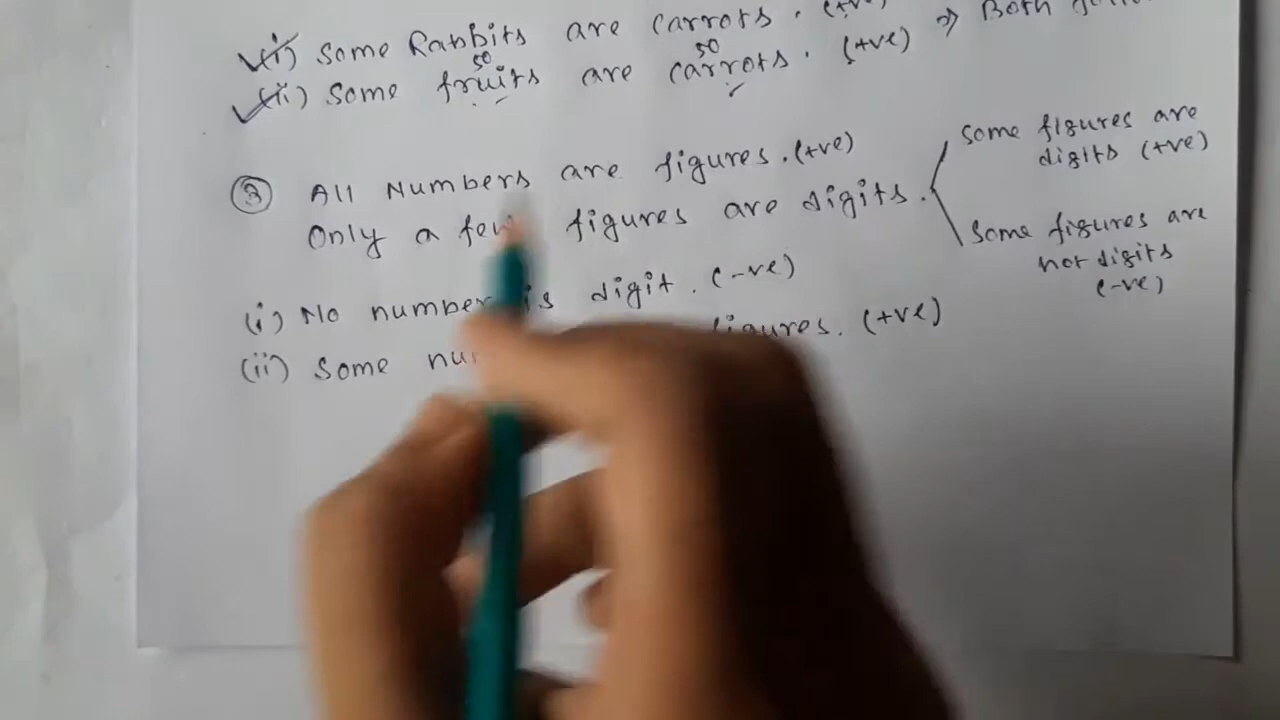 (i) Some Rabbits are carrots. (+ve)
50 50
(ii) Some fruits are carrots. (+ve) ⇒ Both
③ All Numbers are figures. (+ve)
Only a few figures are digits.
Some figures are
digits (+ve)
Some figures are
not digits
(-ve)
(i) No number is digit. (-ve)
(ii) Some figures. (+ve)